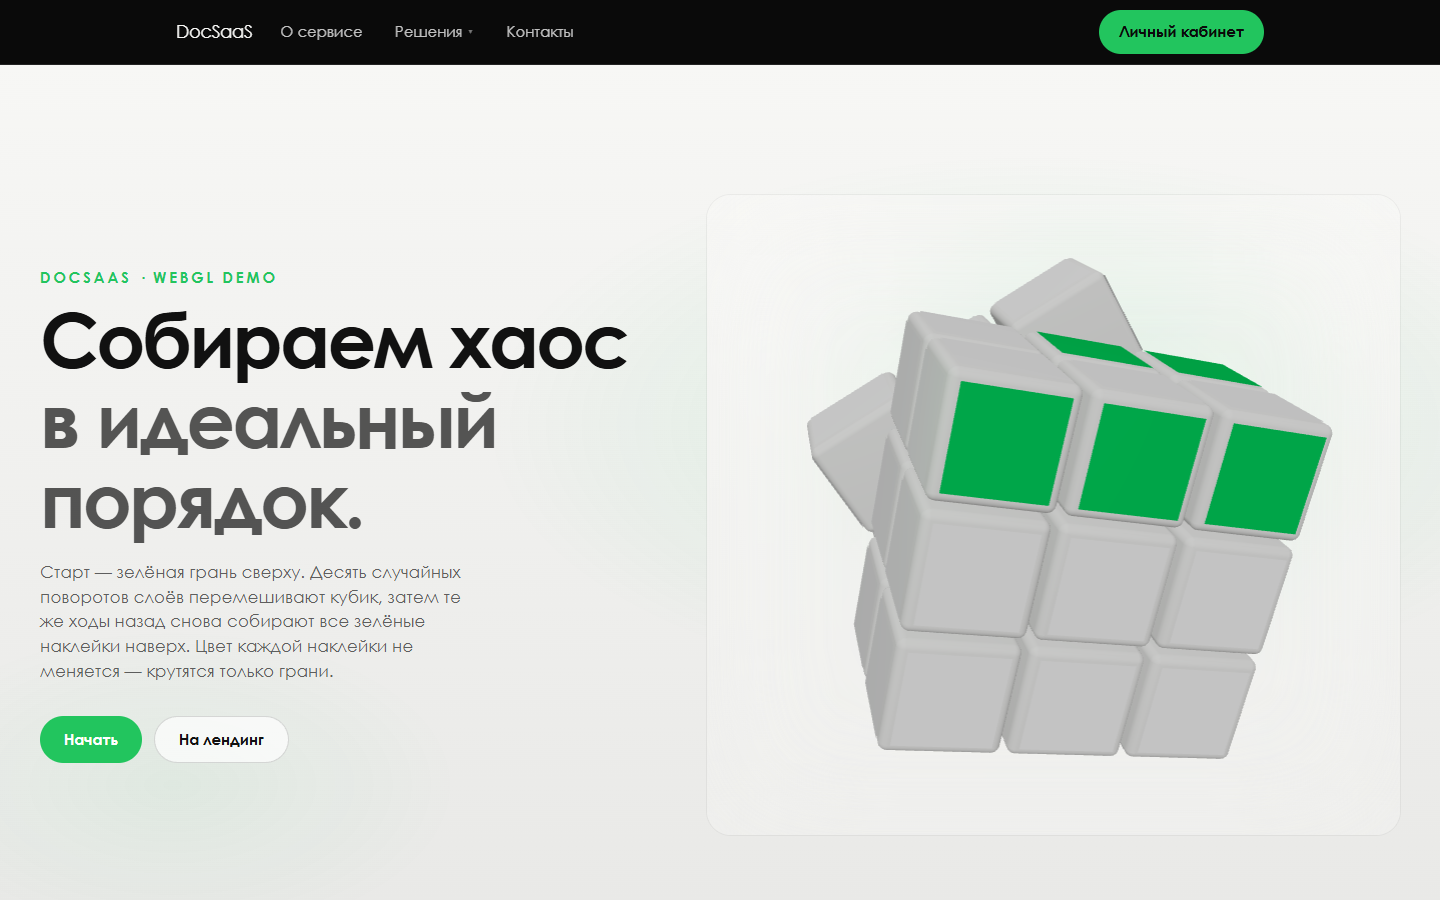 DocSaaS О сервисе Решения Контакты Личный кабинет
DOCSAAS · WEBGL DEMO
Собираем хаос
в идеальный
порядок.
Старт — зелёная грань сверху. Десять случайных
поворотов слоёв перемешивают кубик, затем те
же ходы назад снова собирают все зелёные
наклейки наверх. Цвет каждой наклейки не
меняется — крутятся только грани.
Начать На лендинг